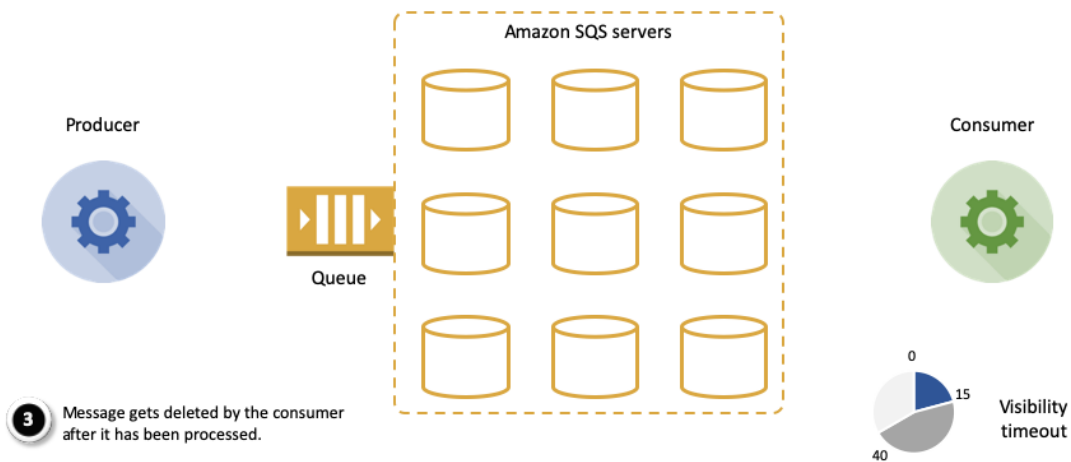 Amazon SQS servers
Producer
Consumer
Queue
3
Message gets deleted by the consumer
after it has been processed.
0
15
40
Visibility
timeout